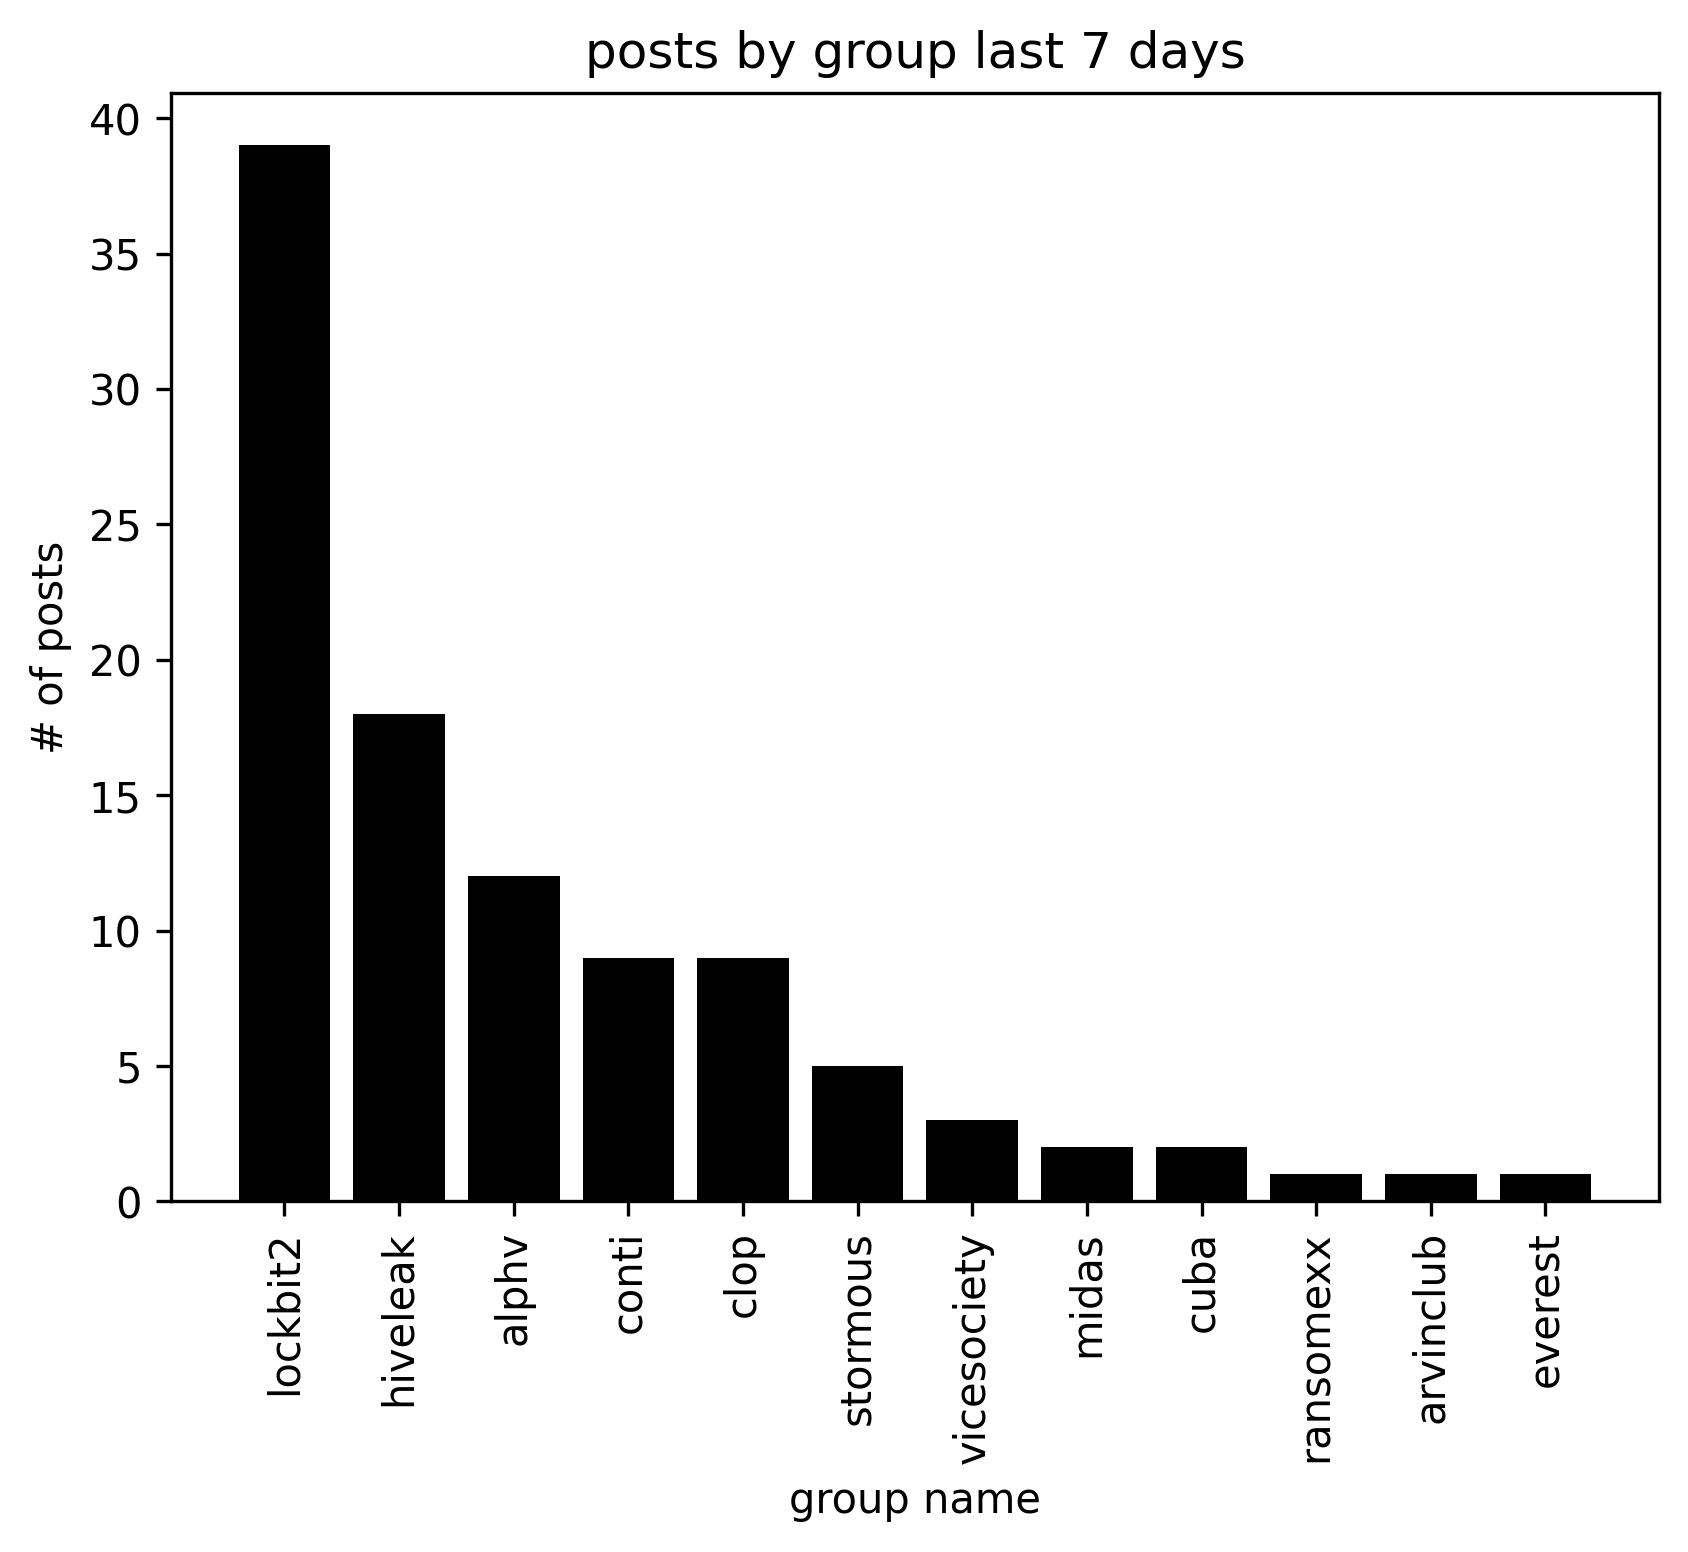 posts by group last 7 days
# of posts
40
35
30
25
20
15
10
5
0
lockbit2
hiveleak
alphv
conti
clop
stormous
vicesociety
midas
cuba
ransomexx
arvinclub
everest
group name